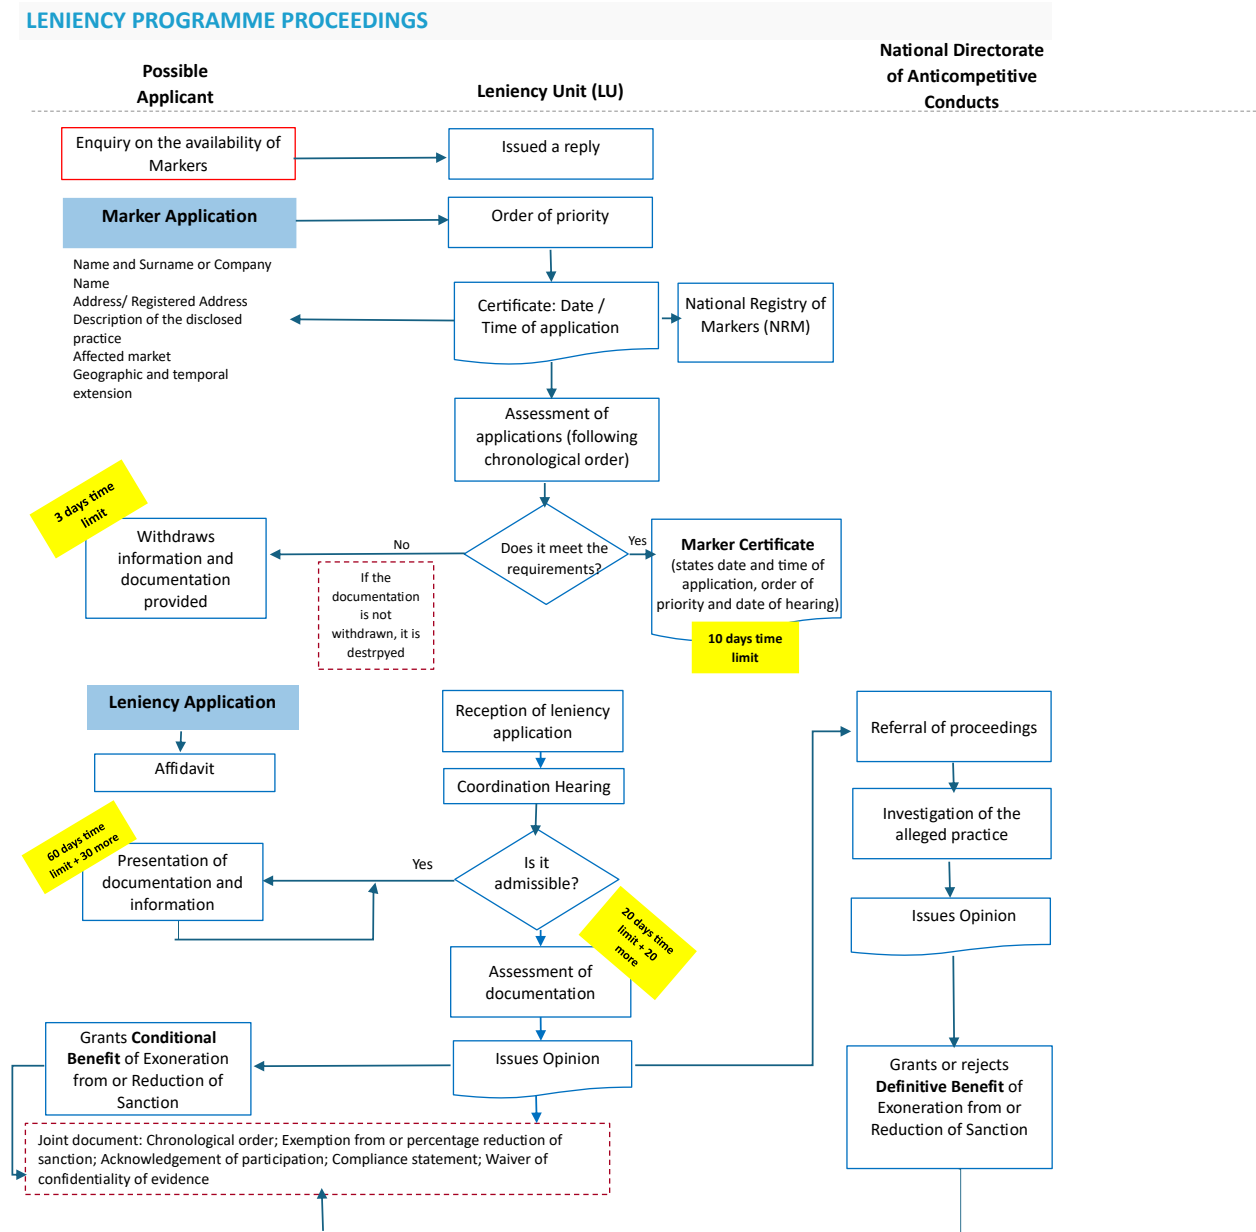 LENIENCY PROGRAMME PROCEEDINGS
Possible
Applicant
Leniency Unit (LU)
National Directorate
of Anticompetitive
Conducts
Enquiry on the availability of
Markers
Issued a reply
Marker Application
Order of priority
Name and Surname or Company
Name
Address/ Registered Address
Description of the disclosed
practice
Affected market
Geographic and temporal
extension
Certificate: Date /
Time of application
National Registry of
Markers (NRM)
Assessment of
applications (following
chronological order)
3 days time
limit
Withdraws
information and
documentation
provided
No
If the
documentation
is not
withdrawn, it is
destrpyed
Does it meet the
requirements?
Yes
Marker Certificate
(states date and time of
application, order of
priority and date of hearing)
10 days time
limit
Leniency Application
Affidavit
Reception of leniency
application
Coordination Hearing
Referral of proceedings
Investigation of the
alleged practice
60 days time
limit + 30 more
Presentation of
documentation and
information
Yes
Is it
admissible?
20 days time
limit + 20
more
Issues Opinion
Assessment of
documentation
Grants Conditional
Benefit of Exoneration
from or Reduction of
Sanction
Issues Opinion
Grants or rejects
Definitive Benefit of
Exoneration from or
Reduction of Sanction
Joint document: Chronological order; Exemption from or percentage reduction of
sanction; Acknowledgement of participation; Compliance statement; Waiver of
confidentiality of evidence